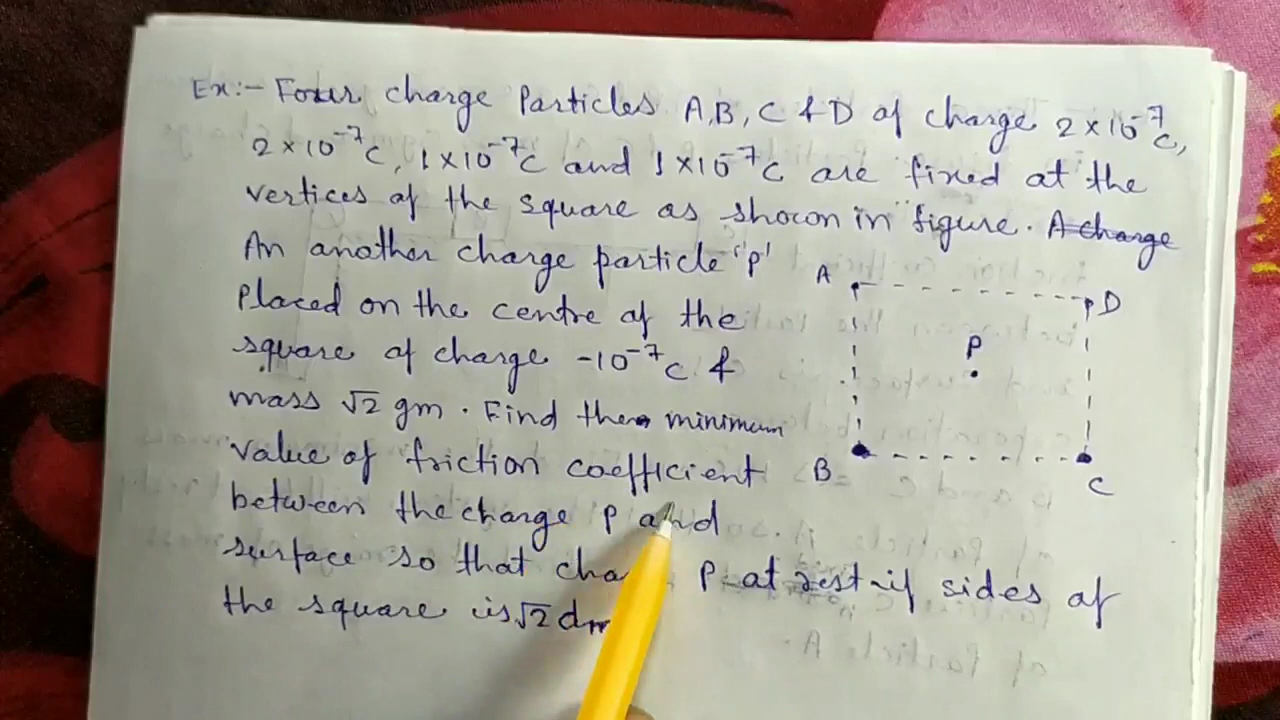 Ex:- Four charge Particles A, B, C & D of charge 2×10⁻⁷C,
2×10⁻⁷C, 1×10⁻⁷C and 1×10⁻⁷C are fixed at the
vertices of the square as shown in figure. A charge
An another charge particle 'p'
Placed on the centre of the
square of charge -10⁻⁷C &
mass √2 gm. Find the minimum
value of friction coefficient
between the charge P and
surface so that P at rest if sides of
the square is √2
A
D
P
B
C